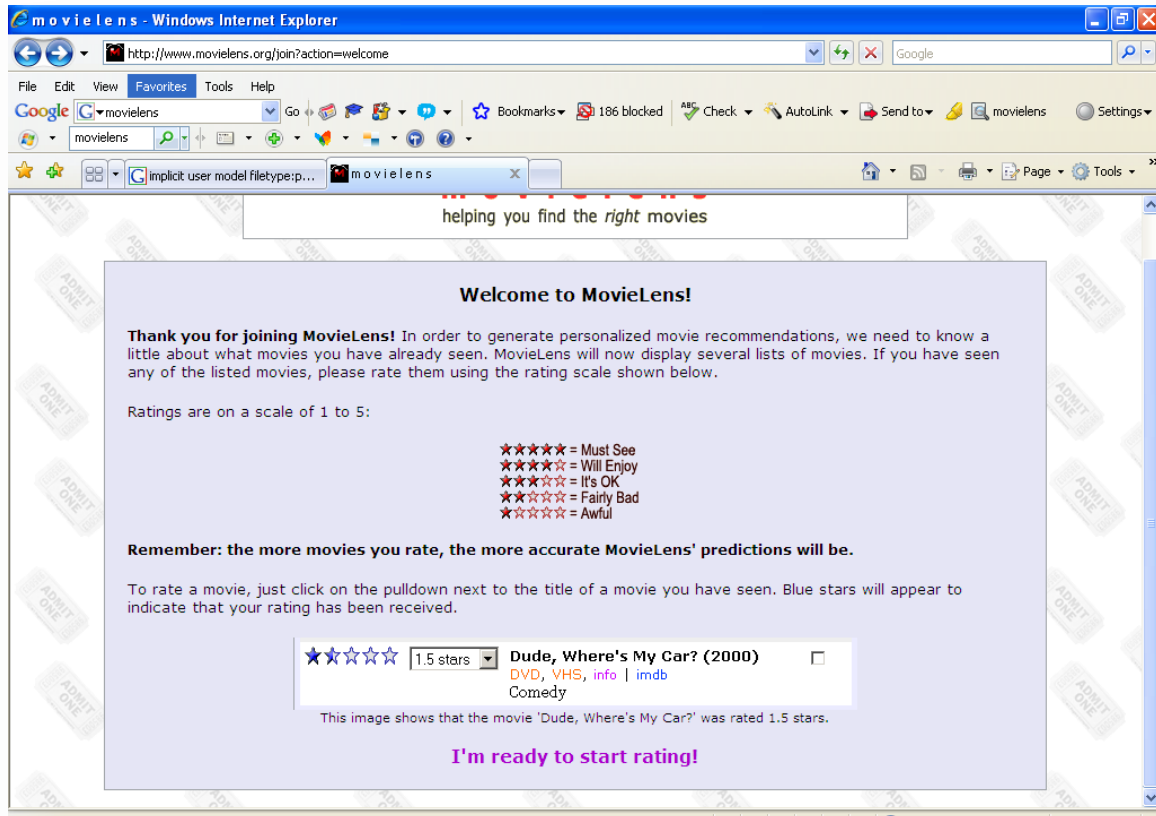 m o v i e l e n s - Windows Internet Explorer
http://www.movielens.org/join?action=welcome Google
File Edit View Favorites Tools Help
Google G movielens Go Bookmarks 186 blocked ABC Check AutoLink Send to movielens Settings
movielens
implicit user model filetype:p... m o v i e l e n s X Page Tools »
helping you find the right movies
Welcome to MovieLens!
Thank you for joining MovieLens! In order to generate personalized movie recommendations, we need to know a
little about what movies you have already seen. MovieLens will now display several lists of movies. If you have seen
any of the listed movies, please rate them using the rating scale shown below.
Ratings are on a scale of 1 to 5:
★★★★★ = Must See
★★★★☆ = Will Enjoy
★★★☆☆ = It's OK
★★☆☆☆ = Fairly Bad
★☆☆☆☆ = Awful
Remember: the more movies you rate, the more accurate MovieLens' predictions will be.
To rate a movie, just click on the pulldown next to the title of a movie you have seen. Blue stars will appear to
indicate that your rating has been received.
1.5 stars Dude, Where's My Car? (2000)
DVD, VHS, info | imdb
Comedy
This image shows that the movie 'Dude, Where's My Car?' was rated 1.5 stars.
I'm ready to start rating!
ADMIT ONE